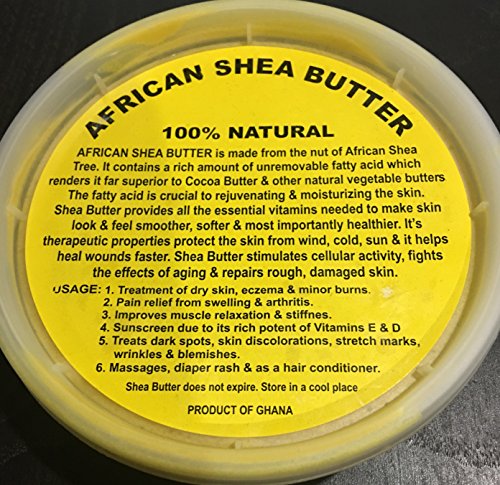 AFRICAN SHEA BUTTER
100% NATURAL
AFRICAN SHEA BUTTER is made from the nut of African Shea
Tree. It contains a rich amount of unremovable fatty acid which
renders it far superior to Cocoa Butter & other natural vegetable butters
The fatty acid is crucial to rejuvenating & moisturizing the skin.
Shea Butter provides all the essential vitamins needed to make skin
look & feel smoother, softer & most importantly healthier. It's
therapeutic properties protect the skin from wind, cold, sun & it helps
heal wounds faster. Shea Butter stimulates cellular activity, fights
the effects of aging & repairs rough, damaged skin.
USAGE: 1. Treatment of dry skin, eczema & minor burns.
2. Pain relief from swelling & arthritis.
3. Improves muscle relaxation & stiffnes.
4. Sunscreen due to its rich potent of Vitamins E & D
5. Treats dark spots, skin discolorations, stretch marks,
wrinkles & blemishes.
6. Massages, diaper rash & as a hair conditioner.
Shea Butter does not expire. Store in a cool place
PRODUCT OF GHANA